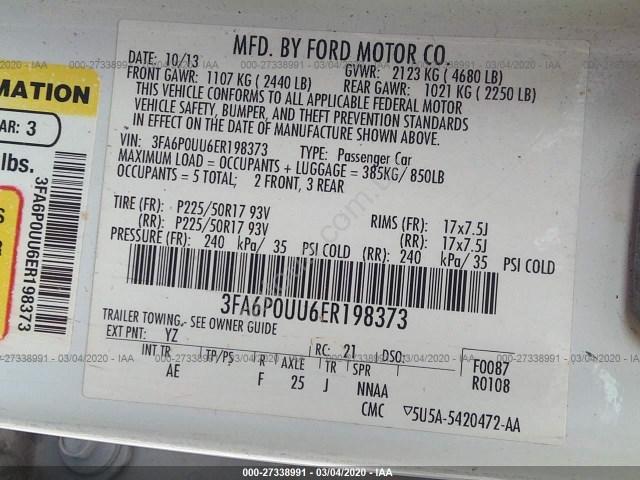 000-27338991 - 03/04/2020 - IAA
MFD. BY FORD MOTOR CO.
DATE: 10/13 GVWR: 2123 KG ( 4680 LB)
FRONT GAWR: 1107 KG ( 2440 LB) REAR GAWR: 1021 KG ( 2250 LB)
THIS VEHICLE CONFORMS TO ALL APPLICABLE FEDERAL MOTOR
VEHICLE SAFETY, BUMPER, AND THEFT PREVENTION STANDARDS
IN EFFECT ON THE DATE OF MANUFACTURE SHOWN ABOVE.
VIN: 3FA6P0UU6ER198373 TYPE: Passenger Car
MAXIMUM LOAD = OCCUPANTS + LUGGAGE = 385KG/ 850LB
OCCUPANTS = 5 TOTAL; 2 FRONT, 3 REAR
TIRE (FR): P225/50R17 93V RIMS (FR): 17x7.5J
(RR): P225/50R17 93V (RR): 17x7.5J
PRESSURE (FR): 240 kPa/ 35 PSI COLD (RR): 240 kPa/ 35 PSI COLD
3FA6P0UU6ER198373
TRAILER TOWING - SEE OWNER GUIDE
EXT PNT: YZ RC: 21 DSO: F0087
INT TR TP/PS R AXLE TR SPR R0108
AE F 25 J NNAA
CMC 5U5A-5420472-AA
RMATION
AR: 3
lbs.
3FA6P0UU6ER198373
000-27338991 - 03/04/2020 - IAA